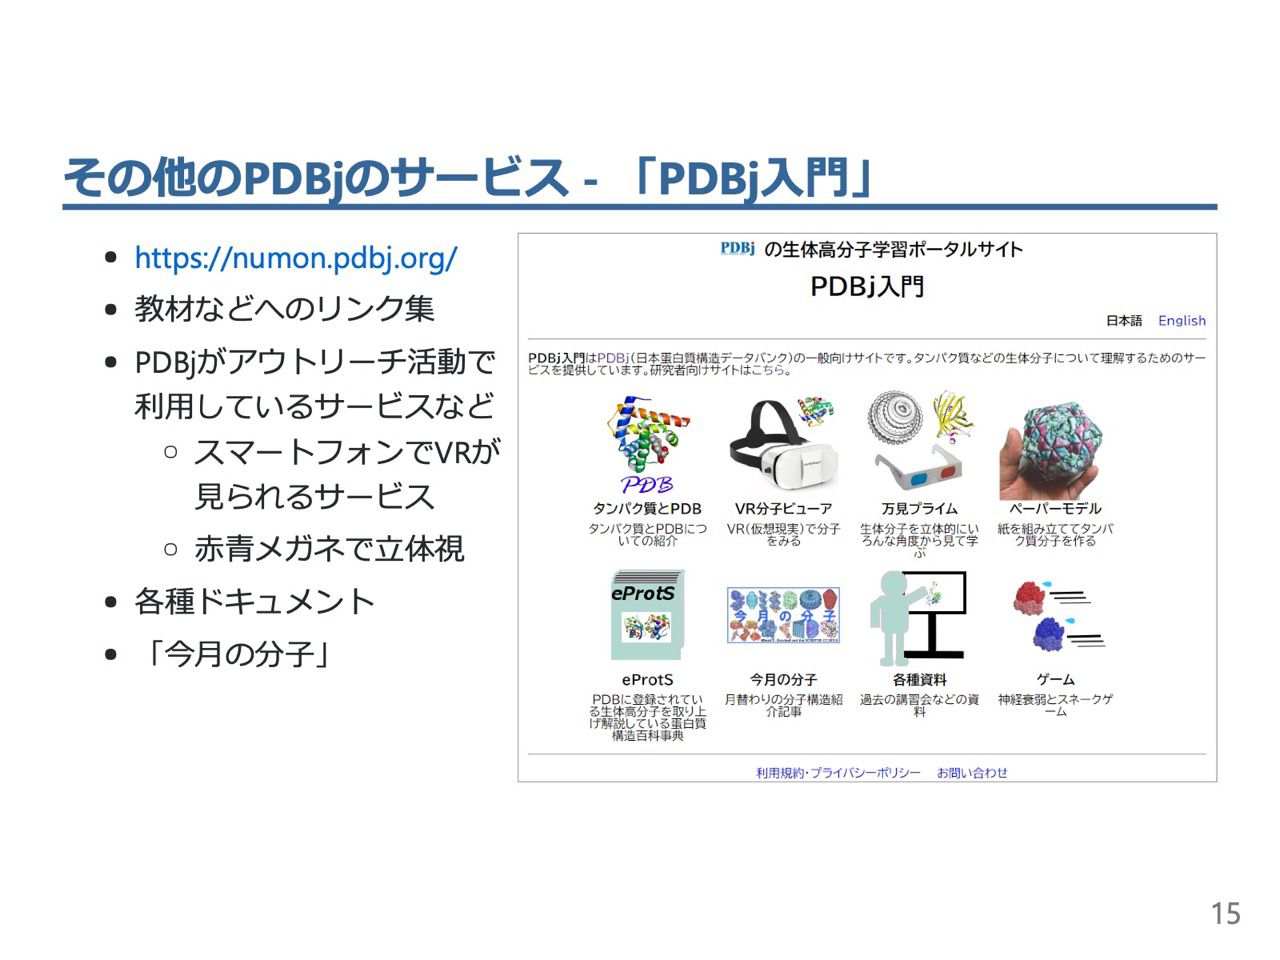 その他のPDBjのサービス - 「PDBj入門」
• https://numon.pdbj.org/
• 教材などへのリンク集
• PDBjがアウトリーチ活動で
利用しているサービスなど
○ スマートフォンでVRが
見られるサービス
○ 赤青メガネで立体視
• 各種ドキュメント
• 「今月の分子」
PDBj の生体高分子学習ポータルサイト
PDBj入門
日本語 English
PDBj入門はPDBj(日本蛋白質構造データバンク)の一般向けサイトです。タンパク質などの生体分子について理解するためのサー
ビスを提供しています。研究者向けサイトはこちら。
PDB
タンパク質とPDB
タンパク質とPDBにつ
いての紹介
VR分子ビューア
VR(仮想現実)で分子
をみる
万見プライム
生体分子を立体的にい
ろんな角度から見て学
ぶ
ペーパーモデル
紙を組み立ててタンパ
ク質分子を作る
eProtS
eProtS
PDBに登録されてい
る生体高分子を取り上
げ解説している蛋白質
構造百科事典
今月の分子
今月の分子
月替わりの分子構造紹
介記事
各種資料
過去の講習会などの資
料
ゲーム
神経衰弱とスネークゲ
ーム
利用規約・プライバシーポリシー お問い合わせ
15